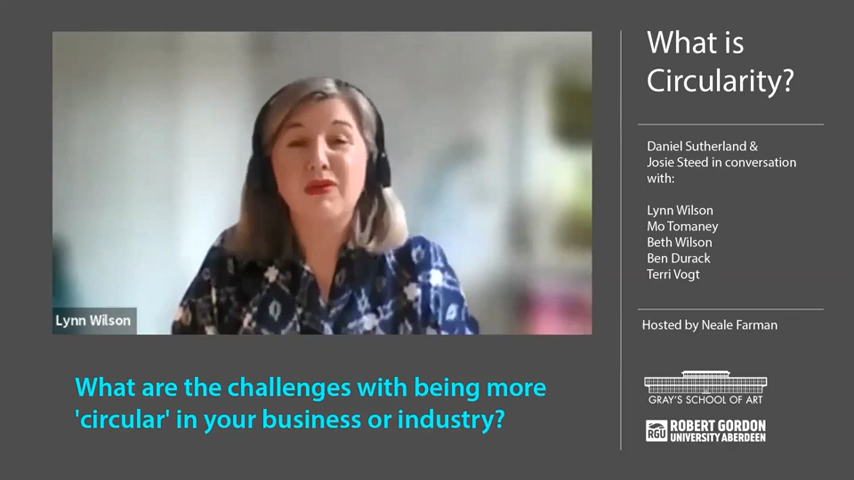 What is
Circularity?
Daniel Sutherland &
Josie Steed in conversation
with:
Lynn Wilson
Mo Tomaney
Beth Wilson
Ben Durack
Terri Vogt
Hosted by Neale Farman
GRAY'S SCHOOL OF ART
RGU
ROBERT GORDON
UNIVERSITY ABERDEEN
Lynn Wilson
What are the challenges with being more
'circular' in your business or industry?